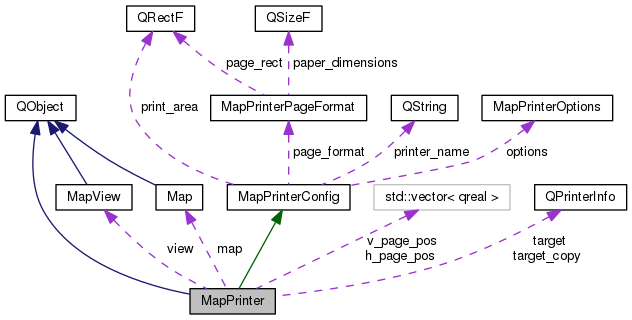 QRectF
QSizeF
page_rect
paper_dimensions
QObject
print_area
MapPrinterPageFormat
QString
MapPrinterOptions
page_format
printer_name
options
MapView
Map
MapPrinterConfig
std::vector< qreal >
QPrinterInfo
view
map
v_page_pos
h_page_pos
target
target_copy
MapPrinter